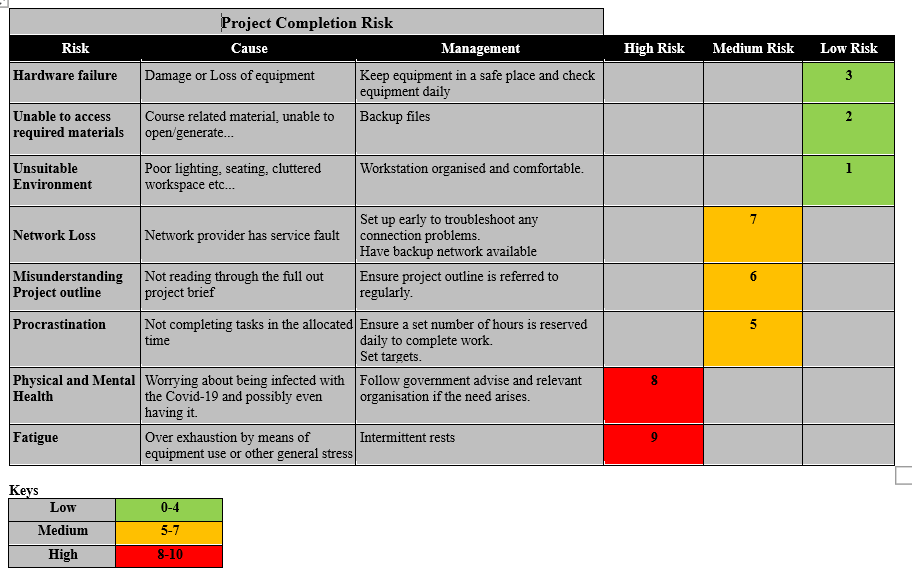 Project Completion Risk
Risk Cause Management High Risk Medium Risk Low Risk
Hardware failure Damage or Loss of equipment Keep equipment in a safe place and check 3
equipment daily
Unable to access Course related material, unable to Backup files 2
required materials open/generate...
Unsuitable Poor lighting, seating, cluttered Workstation organised and comfortable. 1
Environment workspace etc...
Set up early to troubleshoot any 7
Network Loss Network provider has service fault connection problems.
Have backup network available
Misunderstanding Not reading through the full out Ensure project outline is referred to 6
Project outline project brief regularly.
Procrastination Not completing tasks in the allocated Ensure a set number of hours is reserved 5
time daily to complete work.
Set targets.
Physical and Mental Worrying about being infected with Follow government advise and relevant 8
Health the Covid-19 and possibly even organisation if the need arises.
having it.
Fatigue Over exhaustion by means of Intermittent rests 9
equipment use or other general stress
Keys
Low 0-4
Medium 5-7
High 8-10